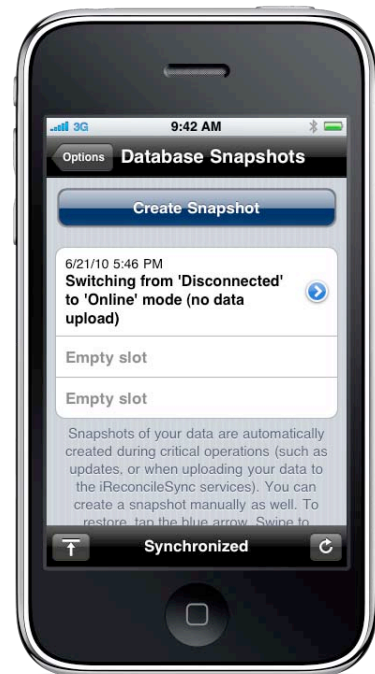 3G 9:42 AM
Options Database Snapshots
Create Snapshot
6/21/10 5:46 PM
Switching from 'Disconnected'
to 'Online' mode (no data
upload)
Empty slot
Empty slot
Snapshots of your data are automatically
created during critical operations (such as
updates, or when uploading your data to
the iReconcileSync services). You can
create a snapshot manually as well. To
restore, tap the blue arrow. Swipe to
Synchronized